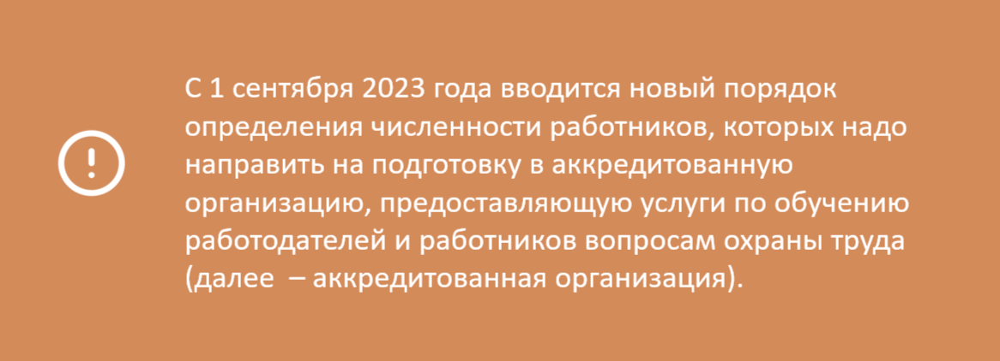 С 1 сентября 2023 года вводится новый порядок
определения численности работников, которых надо
направить на подготовку в аккредитованную
организацию, предоставляющую услуги по обучению
работодателей и работников вопросам охраны труда
(далее – аккредитованная организация).